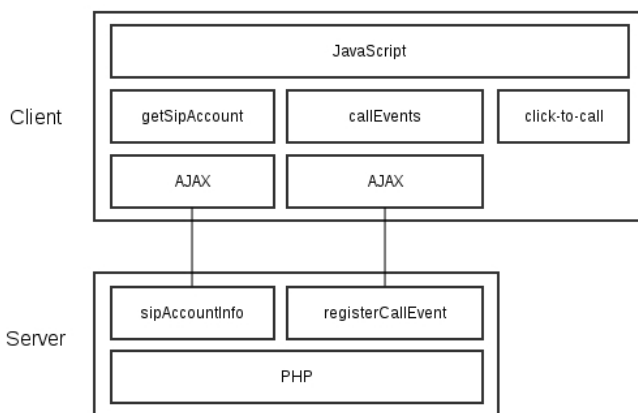 JavaScript
Client
getSipAccount
callEvents
click-to-call
AJAX
AJAX
sipAccountInfo
registerCallEvent
Server
PHP